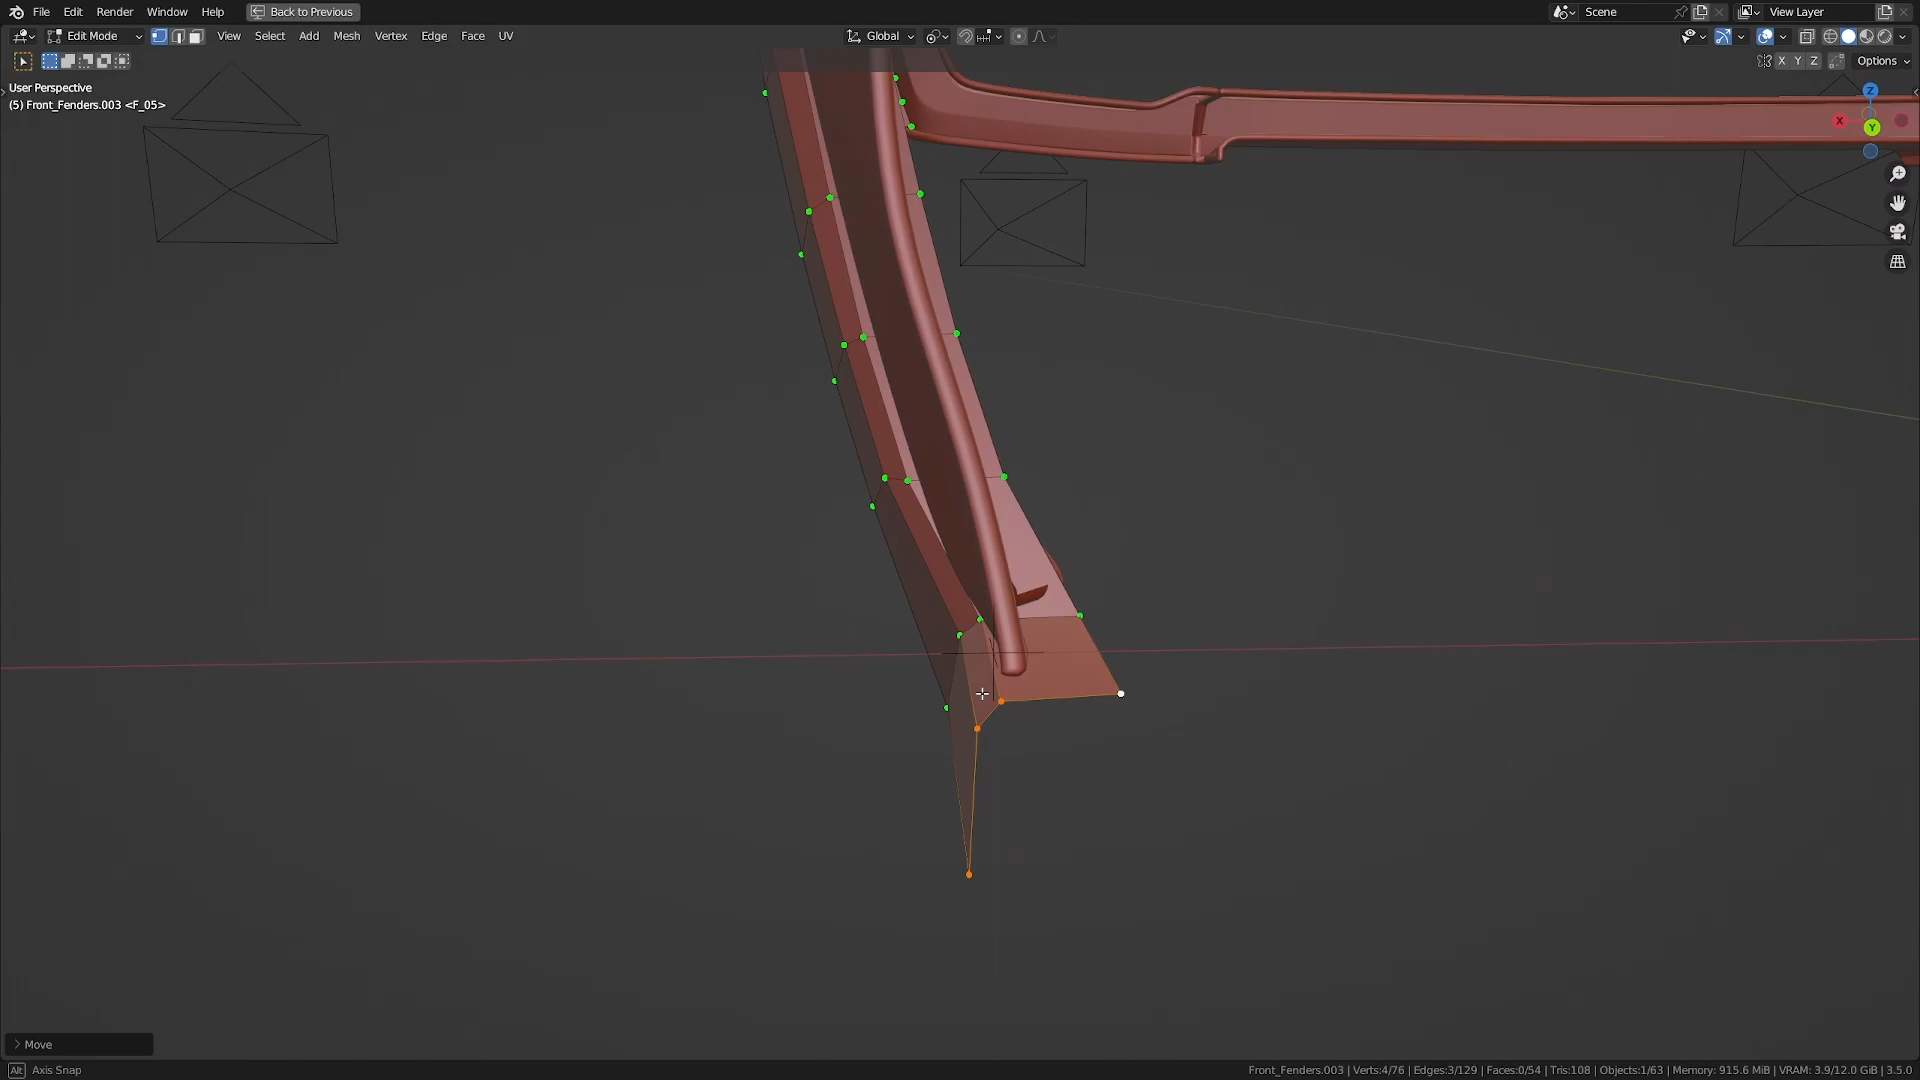 File Edit Render Window Help Back to Previous Scene View Layer
Edit Mode View Select Add Mesh Vertex Edge Face UV Global
X Y Z Options
User Perspective
(5) Front_Fenders.003 <F_05>
Z
X
Y
Move
Alt Axis Snap Front_Fenders.003 | Verts:4/76 | Edges:3/129 | Faces:0/54 | Tris:108 | Objects:1/63 | Memory: 915.6 MiB | VRAM: 3.9/12.0 GiB | 3.5.0